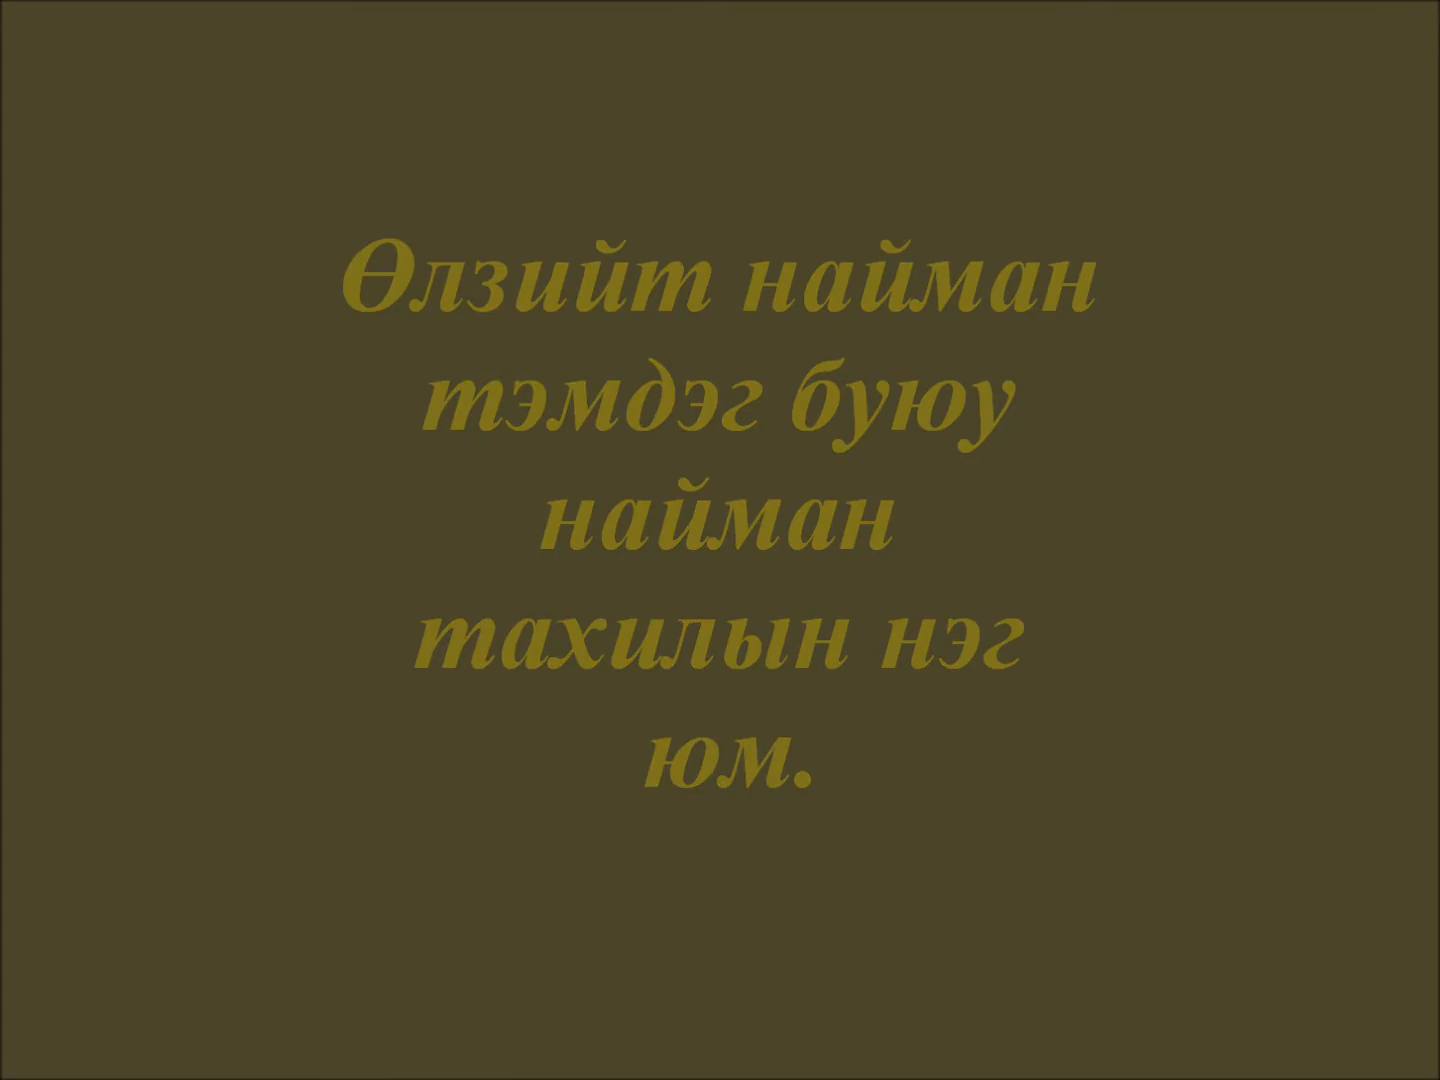 Өлзийт найман
тэмдэг буюу
найман
тахилын нэг
юм.